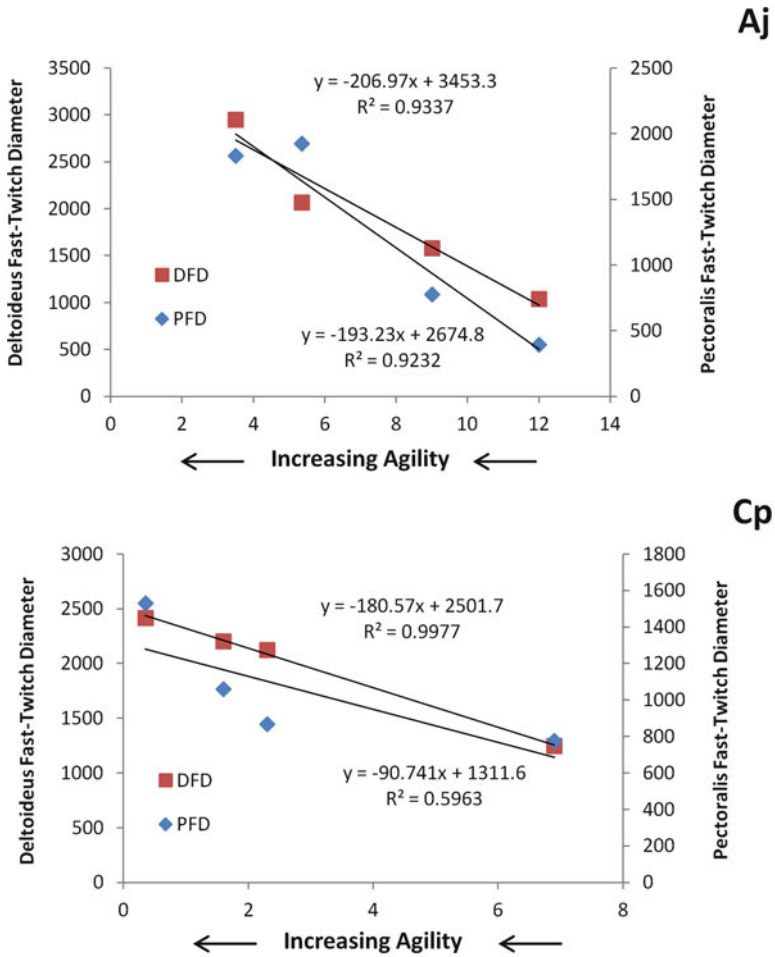 Aj
3500
3000
2500
2000
1500
1000
500
0
Deltoideus Fast-Twitch Diameter
y = -206.97x + 3453.3
R² = 0.9337
DFD
PFD
y = -193.23x + 2674.8
R² = 0.9232
2500
2000
1500
1000
500
0
Pectoralis Fast-Twitch Diameter
0 2 4 6 8 10 12 14
Increasing Agility
Cp
3000
2500
2000
1500
1000
500
0
Deltoideus Fast-Twitch Diameter
y = -180.57x + 2501.7
R² = 0.9977
DFD
PFD
y = -90.741x + 1311.6
R² = 0.5963
1800
1600
1400
1200
1000
800
600
400
200
0
Pectoralis Fast-Twitch Diameter
0 2 4 6 8
Increasing Agility